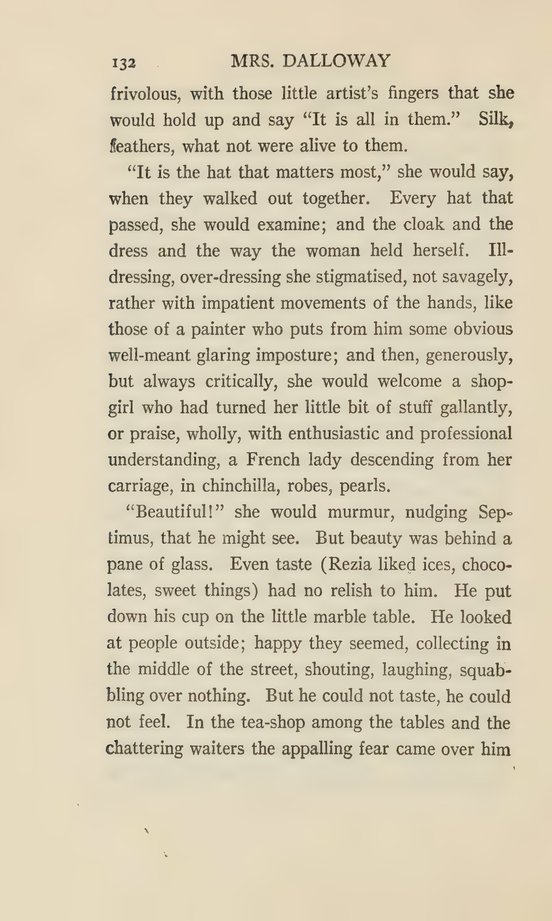 132 MRS. DALLOWAY
frivolous, with those little artist's fingers that she
would hold up and say "It is all in them." Silk,
feathers, what not were alive to them.
"It is the hat that matters most," she would say,
when they walked out together. Every hat that
passed, she would examine; and the cloak and the
dress and the way the woman held herself. Ill-
dressing, over-dressing she stigmatised, not savagely,
rather with impatient movements of the hands, like
those of a painter who puts from him some obvious
well-meant glaring imposture; and then, generously,
but always critically, she would welcome a shop-
girl who had turned her little bit of stuff gallantly,
or praise, wholly, with enthusiastic and professional
understanding, a French lady descending from her
carriage, in chinchilla, robes, pearls.
"Beautiful!" she would murmur, nudging Sep-
timus, that he might see. But beauty was behind a
pane of glass. Even taste (Rezia liked ices, choco-
lates, sweet things) had no relish to him. He put
down his cup on the little marble table. He looked
at people outside; happy they seemed, collecting in
the middle of the street, shouting, laughing, squab-
bling over nothing. But he could not taste, he could
not feel. In the tea-shop among the tables and the
chattering waiters the appalling fear came over him